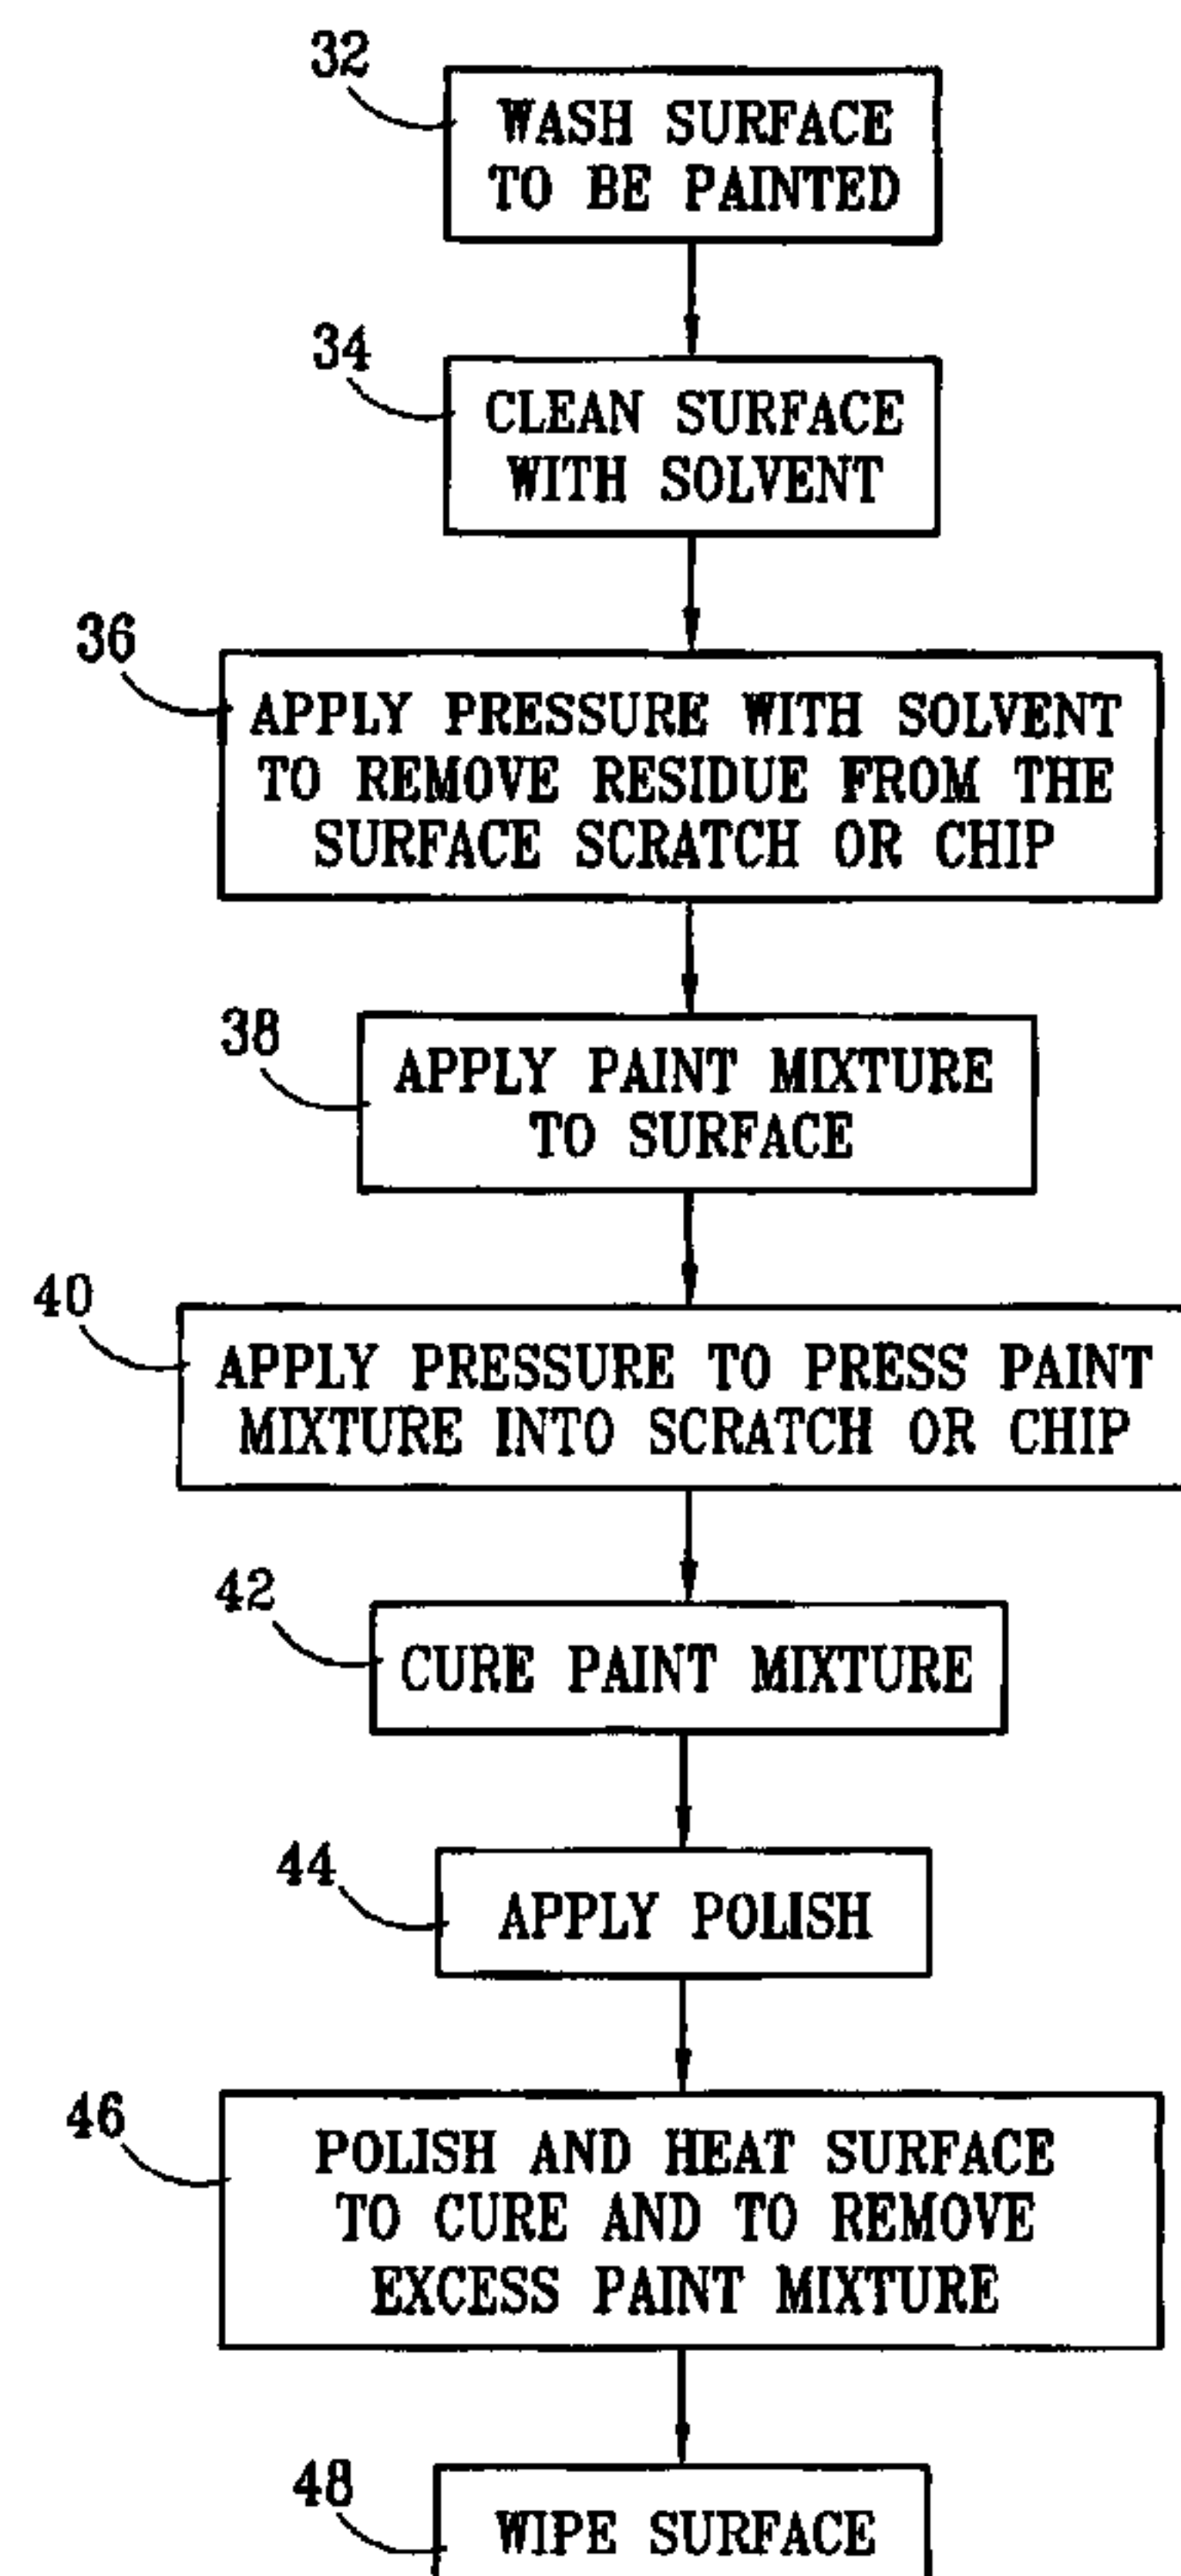 32
WASH SURFACE
TO BE PAINTED
34
CLEAN SURFACE
WITH SOLVENT
36
APPLY PRESSURE WITH SOLVENT
TO REMOVE RESIDUE FROM THE
SURFACE SCRATCH OR CHIP
38
APPLY PAINT MIXTURE
TO SURFACE
40
APPLY PRESSURE TO PRESS PAINT
MIXTURE INTO SCRATCH OR CHIP
42
CURE PAINT MIXTURE
44
APPLY POLISH
46
POLISH AND HEAT SURFACE
TO CURE AND TO REMOVE
EXCESS PAINT MIXTURE
48
WIPE SURFACE